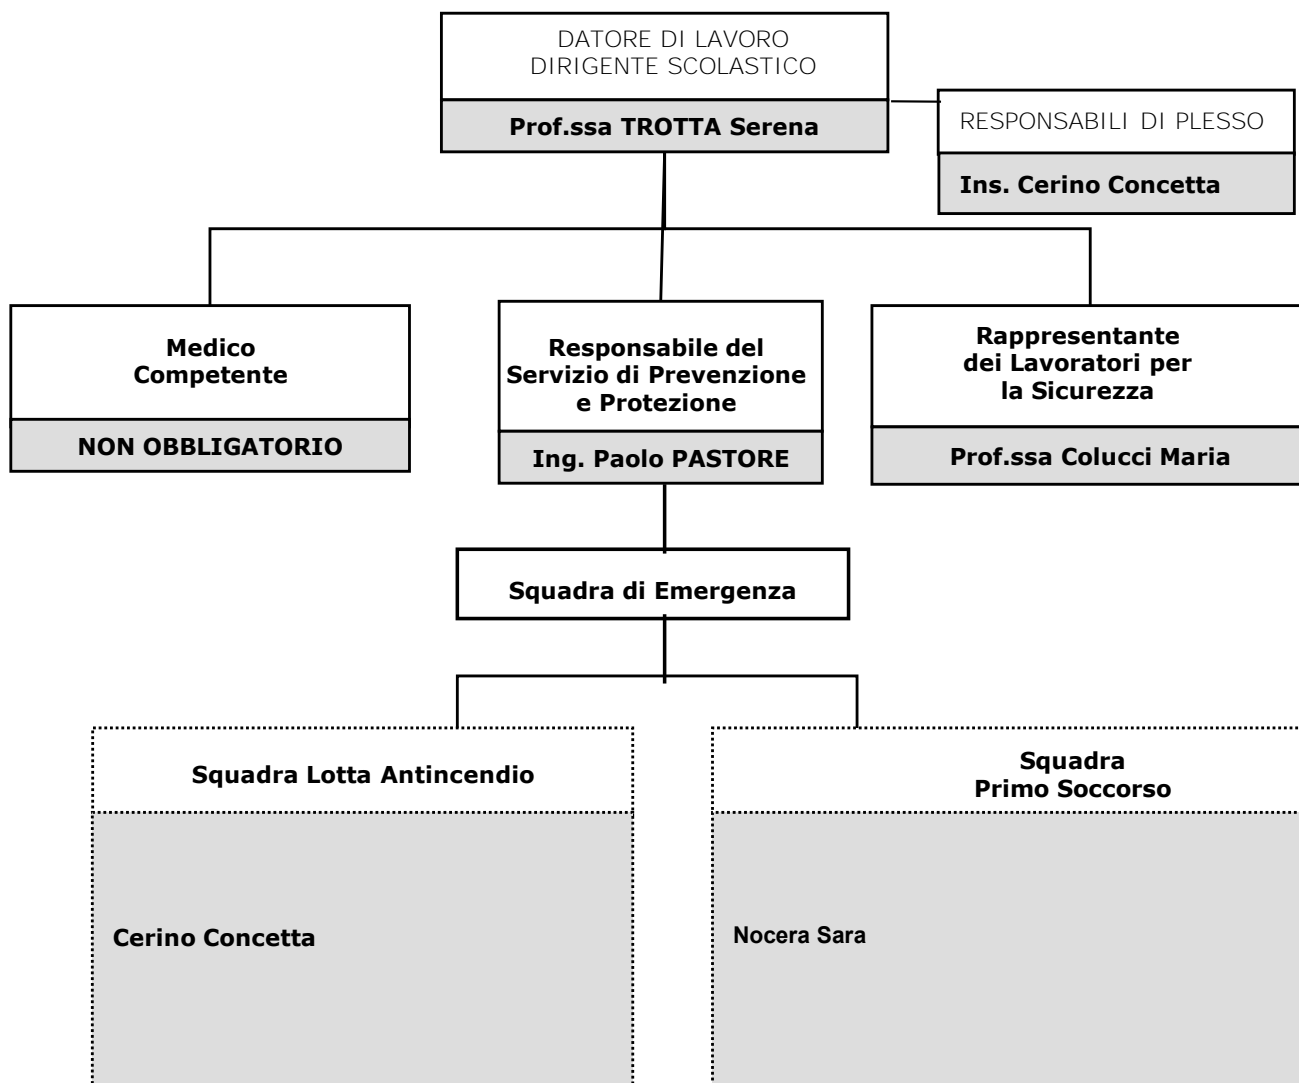 DATORE DI LAVORO
DIRIGENTE SCOLASTICO
Prof.ssa TROTTA Serena
RESPONSABILI DI PLESSO
Ins. Cerino Concetta
Medico
Competente
NON OBBLIGATORIO
Responsabile del
Servizio di Prevenzione
e Protezione
Ing. Paolo PASTORE
Rappresentante
dei Lavoratori per
la Sicurezza
Prof.ssa Colucci Maria
Squadra di Emergenza
Squadra Lotta Antincendio
Cerino Concetta
Squadra
Primo Soccorso
Nocera Sara